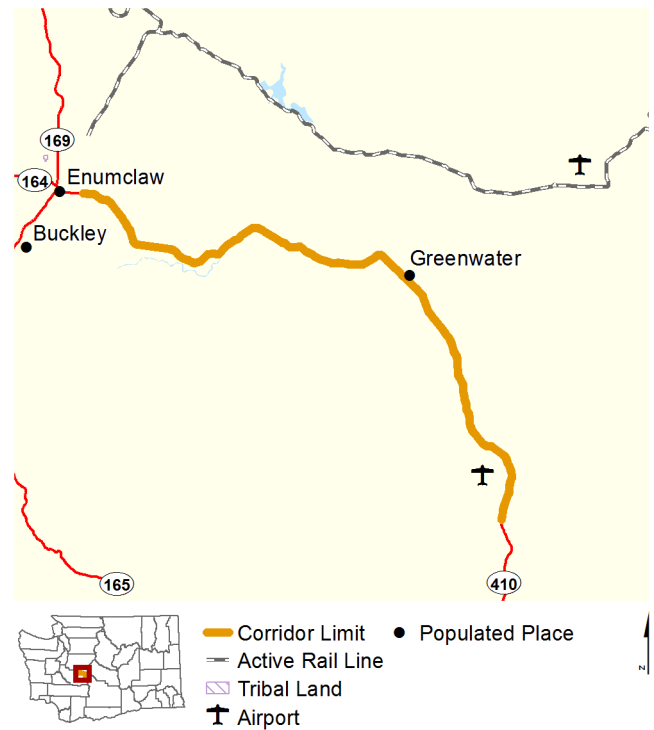 169
164
Enumclaw
Buckley
Greenwater
165
410
Corridor Limit
Populated Place
Active Rail Line
Tribal Land
Airport
N